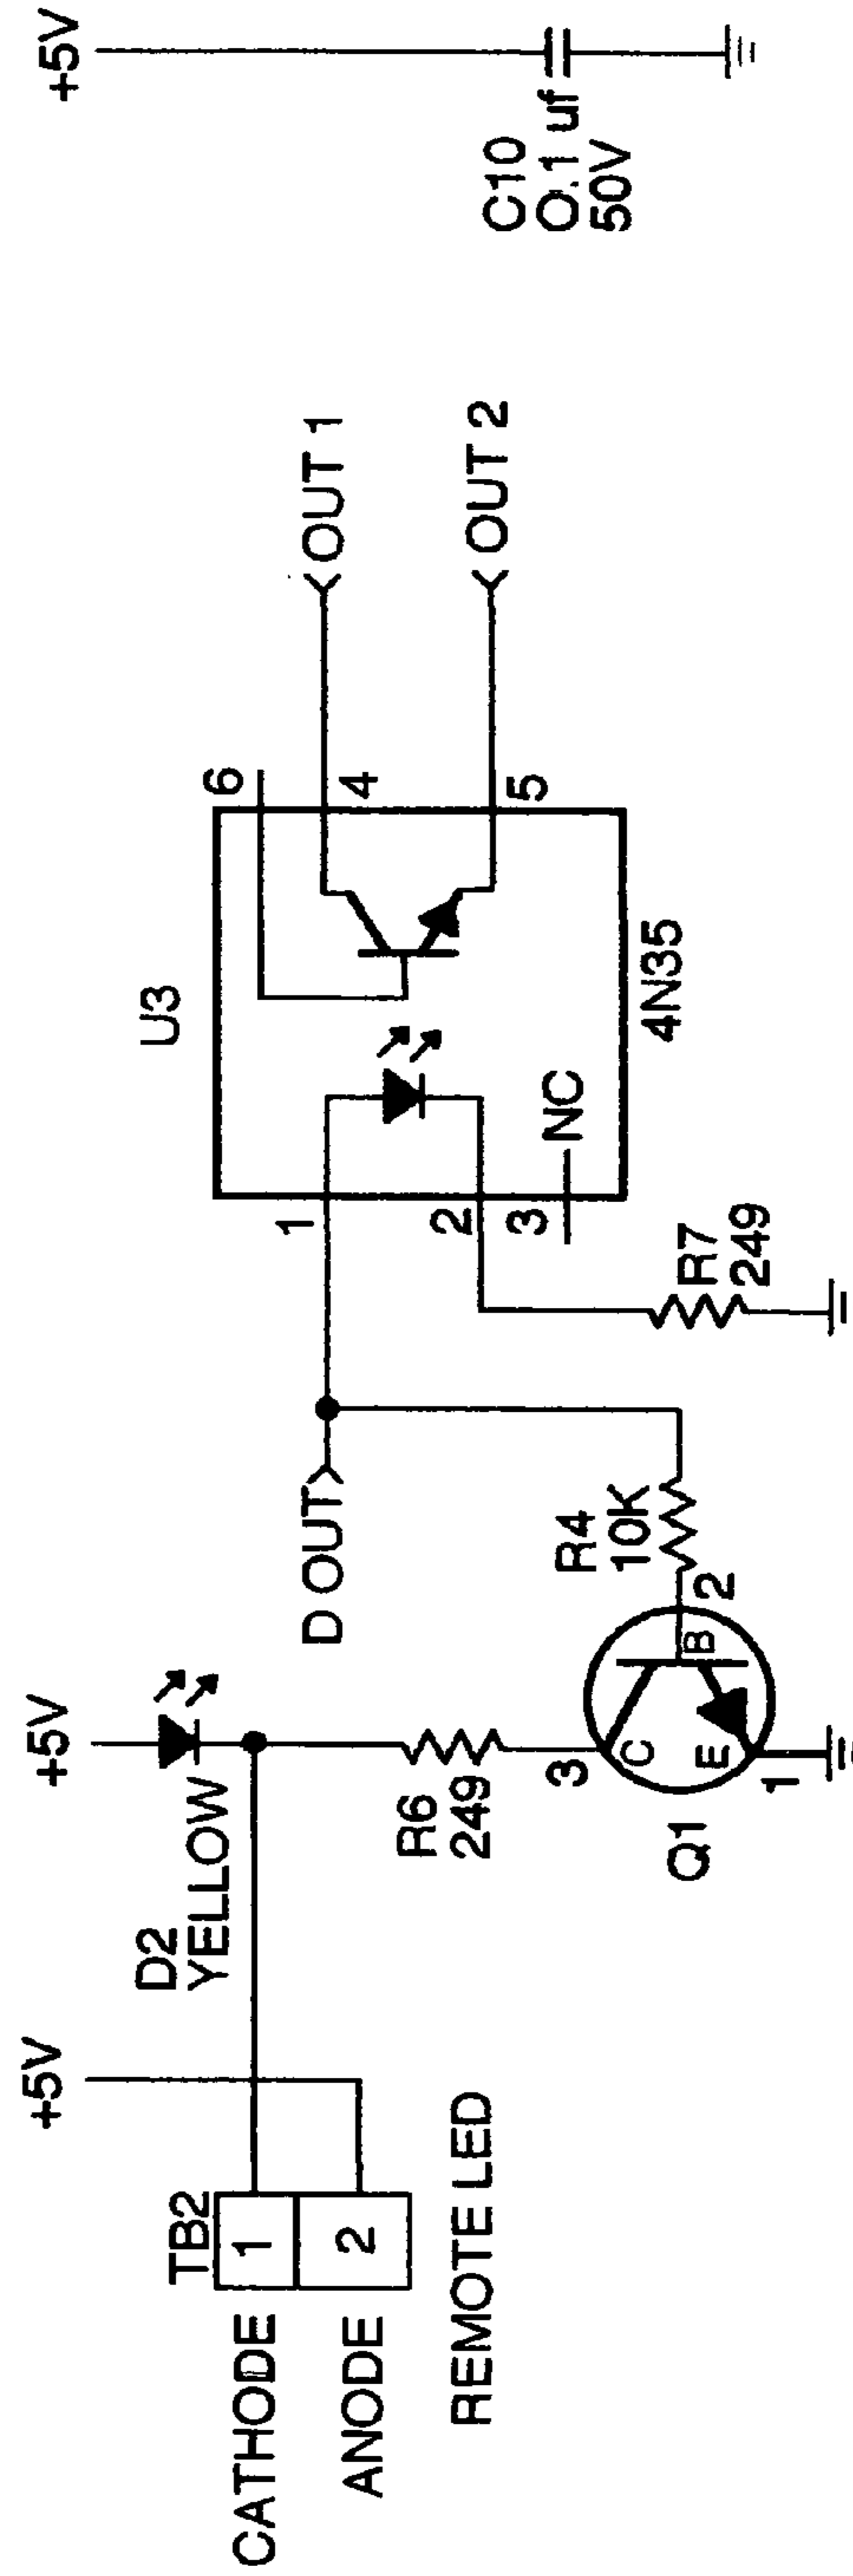 +5V
+5V
+5V
TB2
1
2
CATHODE
ANODE
REMOTE LED
D2
YELLOW
R6
249
Q1
3
C
B
E
1
2
R4
10K
D OUT
U3
1
2
3
NC
6
4
5
4N35
R7
249
OUT 1
OUT 2
C10
0.1 uf
50V